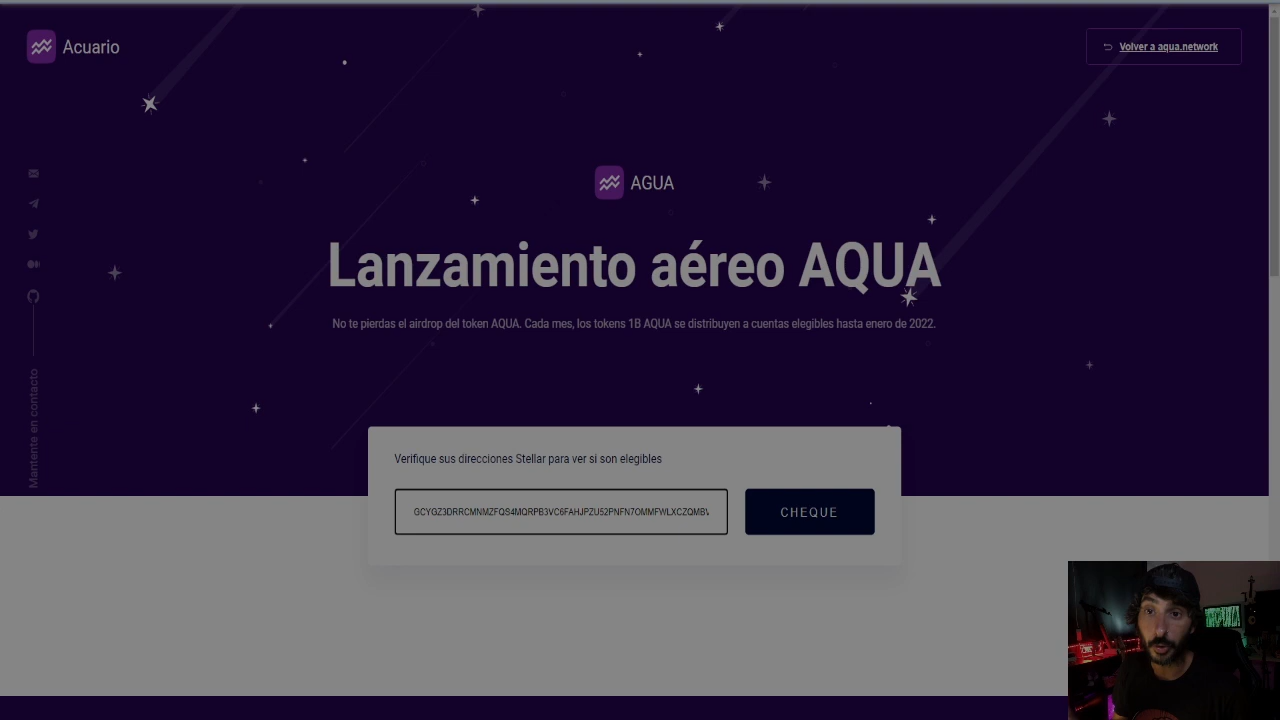 Acuario
Volver a aqua.network
AGUA
Lanzamiento aéreo AQUA
No te pierdas el airdrop del token AQUA. Cada mes, los tokens 1B AQUA se distribuyen a cuentas elegibles hasta enero de 2022.
Mantente en contacto
Verifique sus direcciones Stellar para ver si son elegibles
GCYGZ3DRRCMNMZFQS4MQRPB3VC6FAHJPZU52PNFN7OMMFWLXCZQMB
CHEQUE